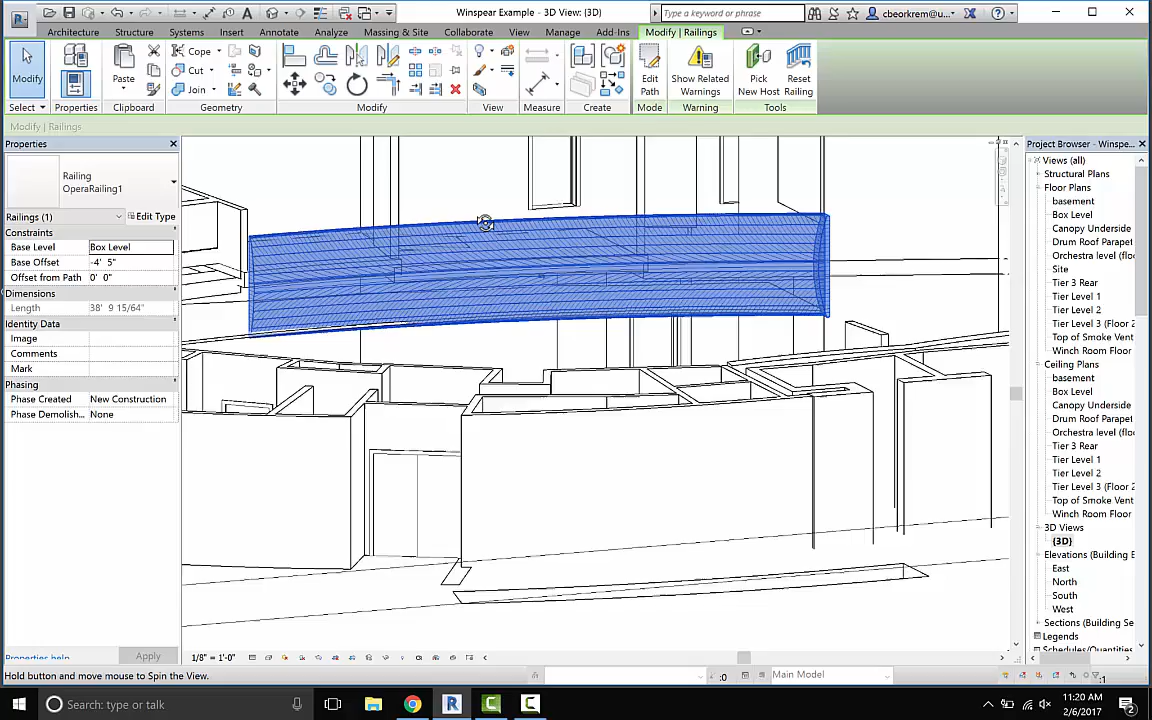 Winspear Example - 3D View: {3D}
Type a keyword or phrase
cbeorkrem@u...
Architecture Structure Systems Insert Annotate Analyze Massing & Site Collaborate View Manage Add-Ins Modify | Railings
Modify Paste Cope Cut Join Edit Path Show Related Warnings Pick New Host Reset Railing
Select Properties Clipboard Geometry Modify View Measure Create Mode Warning Tools
Modify | Railings
Properties
Railing
OperaRailing1
Railings (1) Edit Type
Constraints
Base Level Box Level
Base Offset -4' 5"
Offset from Path 0' 0"
Dimensions
Length 38' 9 15/64"
Identity Data
Image
Comments
Mark
Phasing
Phase Created New Construction
Phase Demolish... None
Properties help Apply
Project Browser - Winspe...
Views (all)
Structural Plans
Floor Plans
basement
Box Level
Canopy Underside
Drum Roof Parapet
Orchestra level (floo
Site
Tier 3 Rear
Tier Level 1
Tier Level 2
Tier Level 3 (Floor 2
Top of Smoke Vent
Winch Room Floor
Ceiling Plans
basement
Box Level
Canopy Underside
Drum Roof Parapet
Orchestra level (floo
Tier 3 Rear
Tier Level 1
Tier Level 2
Tier Level 3 (Floor 2
Top of Smoke Vent
Winch Room Floor
3D Views
{3D}
Elevations (Building E
East
North
South
West
Sections (Building Se
Legends
Schedules/Quantities
1/8" = 1'-0"
Hold button and move mouse to Spin the View.
:0
Main Model
:1
Search: type or talk
11:20 AM
2/6/2017
2